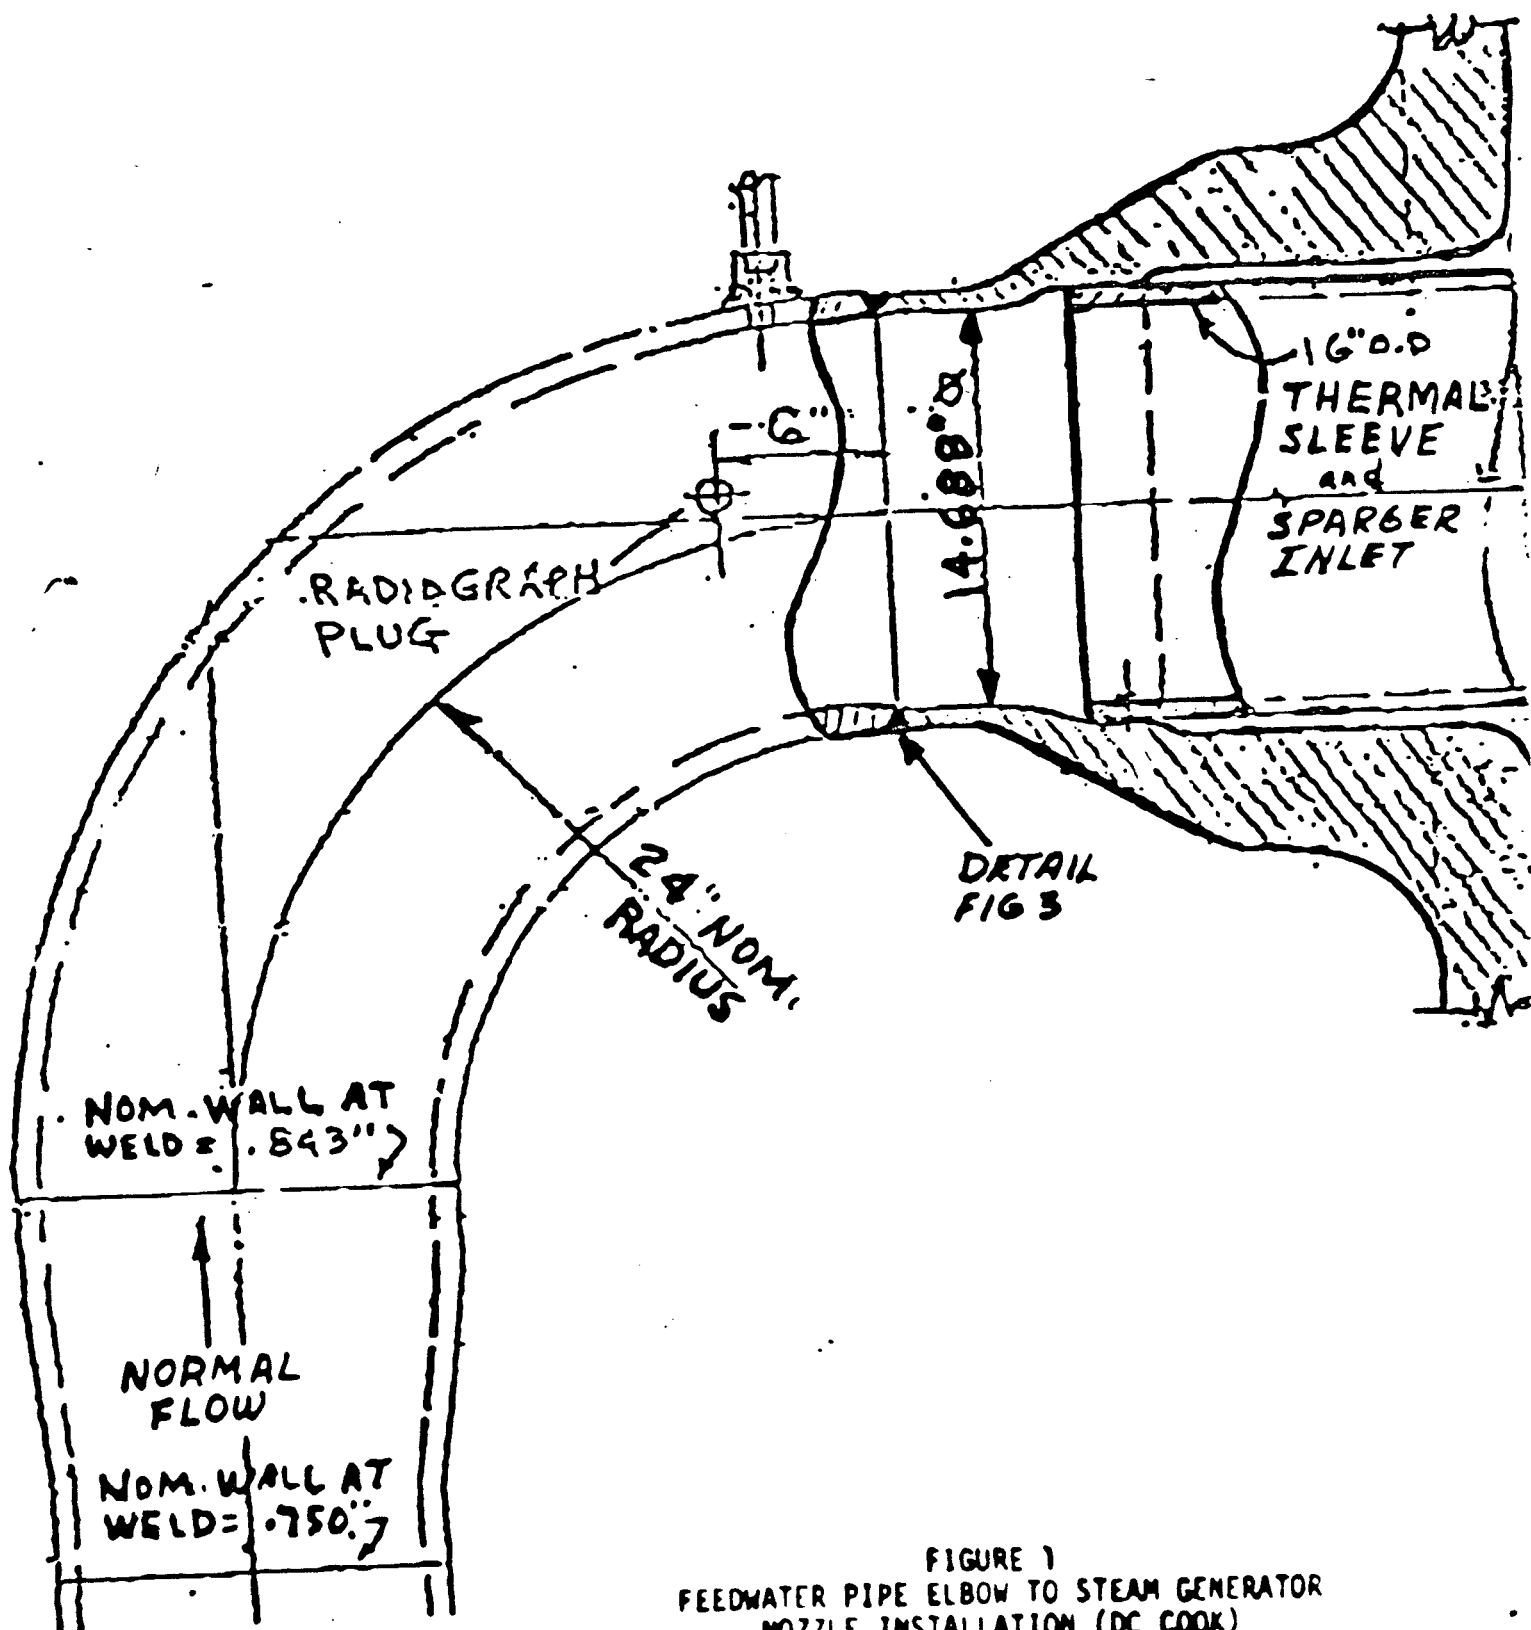 6"
14.688"Ø
16" O.D
THERMAL
SLEEVE
and
SPARGER
INLET
RADIOGRAPH
PLUG
24" NOM.
RADIUS
DETAIL
FIG 3
NOM. WALL AT
WELD = .843"
NORMAL
FLOW
NOM. WALL AT
WELD = .750"
FIGURE 1
FEEDWATER PIPE ELBOW TO STEAM GENERATOR
NOZZLE INSTALLATION (DC COOK)